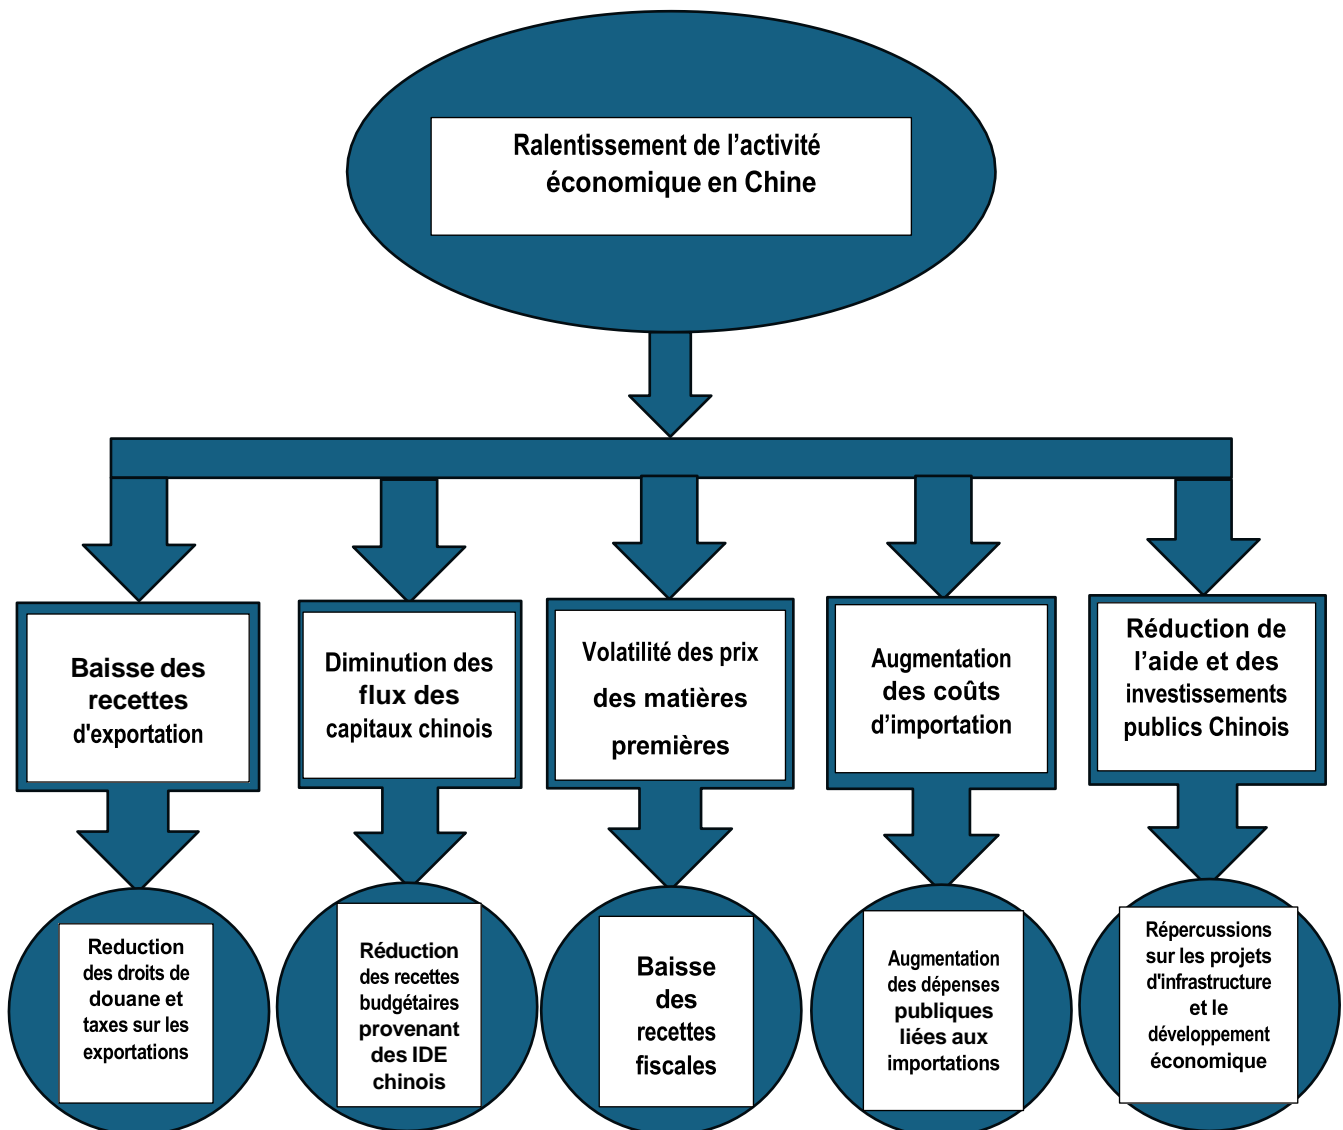 Ralentissement de l’activité
économique en Chine
Baisse des
recettes
d'exportation
Diminution des
flux des
capitaux chinois
Volatilité des prix
des matières
premières
Augmentation
des coûts
d’importation
Réduction de
l’aide et des
investissements
publics Chinois
Reduction
des droits de
douane et
taxes sur les
exportations
Réduction
des recettes
budgétaires
provenant
des IDE
chinois
Baisse
des
recettes
fiscales
Augmentation
des dépenses
publiques
liées aux
importations
Répercussions
sur les projets
d'infrastructure
et le
développement
économique